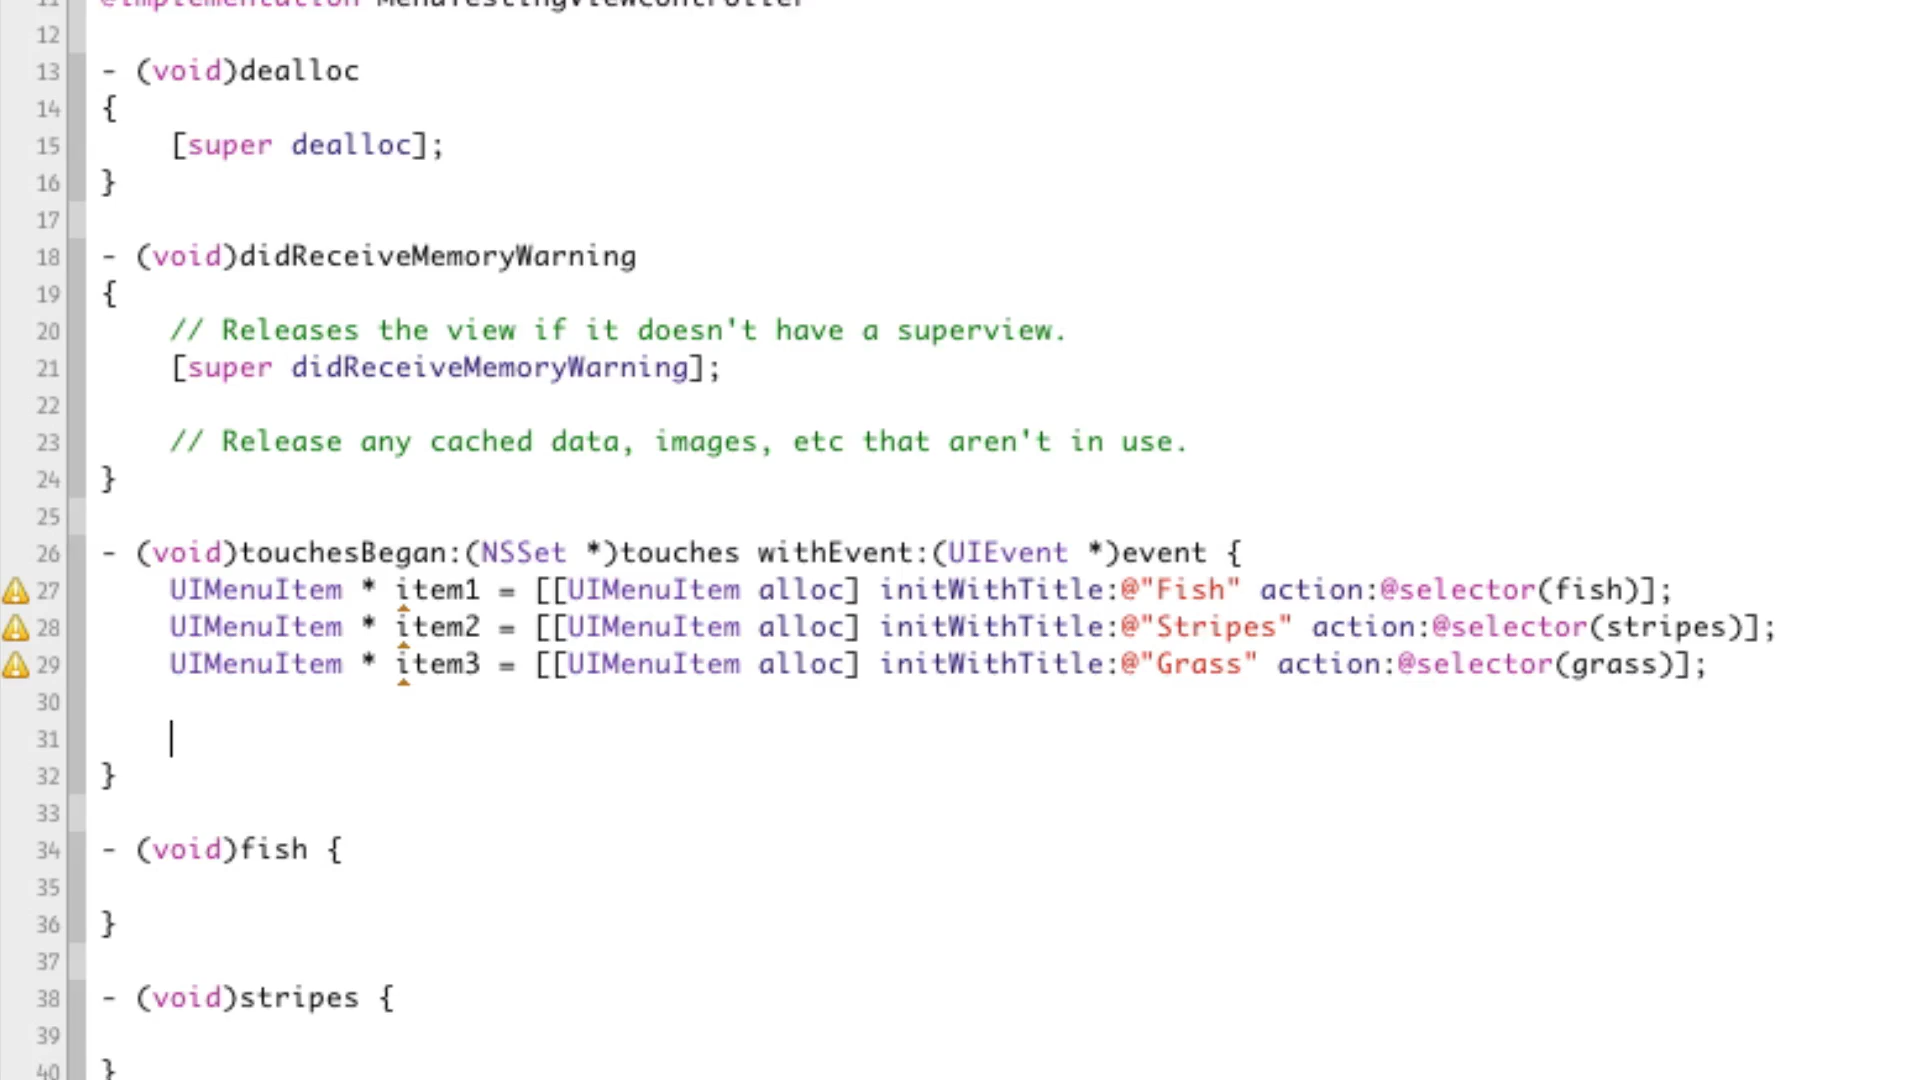 11 @implementation MenuTestingViewController
12
13 - (void)dealloc
14 {
15 [super dealloc];
16 }
17
18 - (void)didReceiveMemoryWarning
19 {
20 // Releases the view if it doesn't have a superview.
21 [super didReceiveMemoryWarning];
22
23 // Release any cached data, images, etc that aren't in use.
24 }
25
26 - (void)touchesBegan:(NSSet *)touches withEvent:(UIEvent *)event {
27 UIMenuItem * item1 = [[UIMenuItem alloc] initWithTitle:@"Fish" action:@selector(fish)];
28 UIMenuItem * item2 = [[UIMenuItem alloc] initWithTitle:@"Stripes" action:@selector(stripes)];
29 UIMenuItem * item3 = [[UIMenuItem alloc] initWithTitle:@"Grass" action:@selector(grass)];
30
31
32 }
33
34 - (void)fish {
35
36 }
37
38 - (void)stripes {
39
40 }